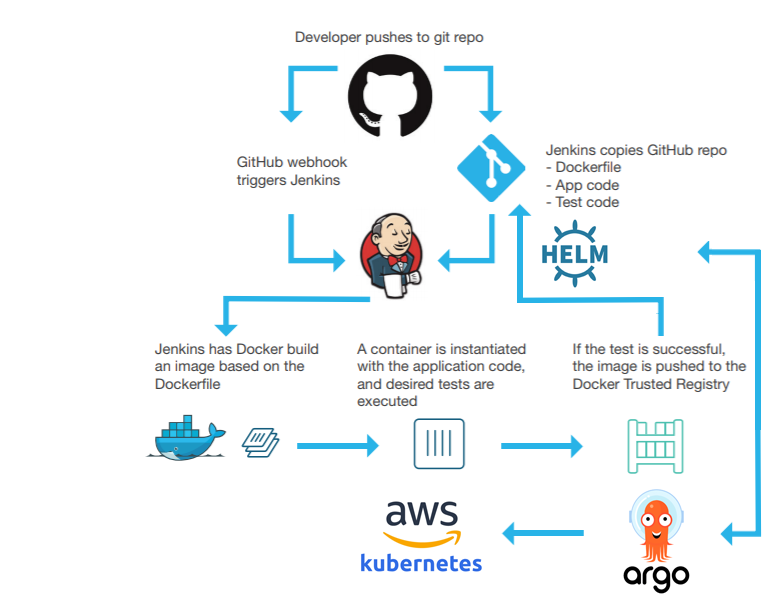 Developer pushes to git repo
GitHub webhook
triggers Jenkins
Jenkins copies GitHub repo
- Dockerfile
- App code
- Test code
HELM
Jenkins has Docker build
an image based on the
Dockerfile
A container is instantiated
with the application code,
and desired tests are
executed
If the test is successful,
the image is pushed to the
Docker Trusted Registry
aws
kubernetes
argo